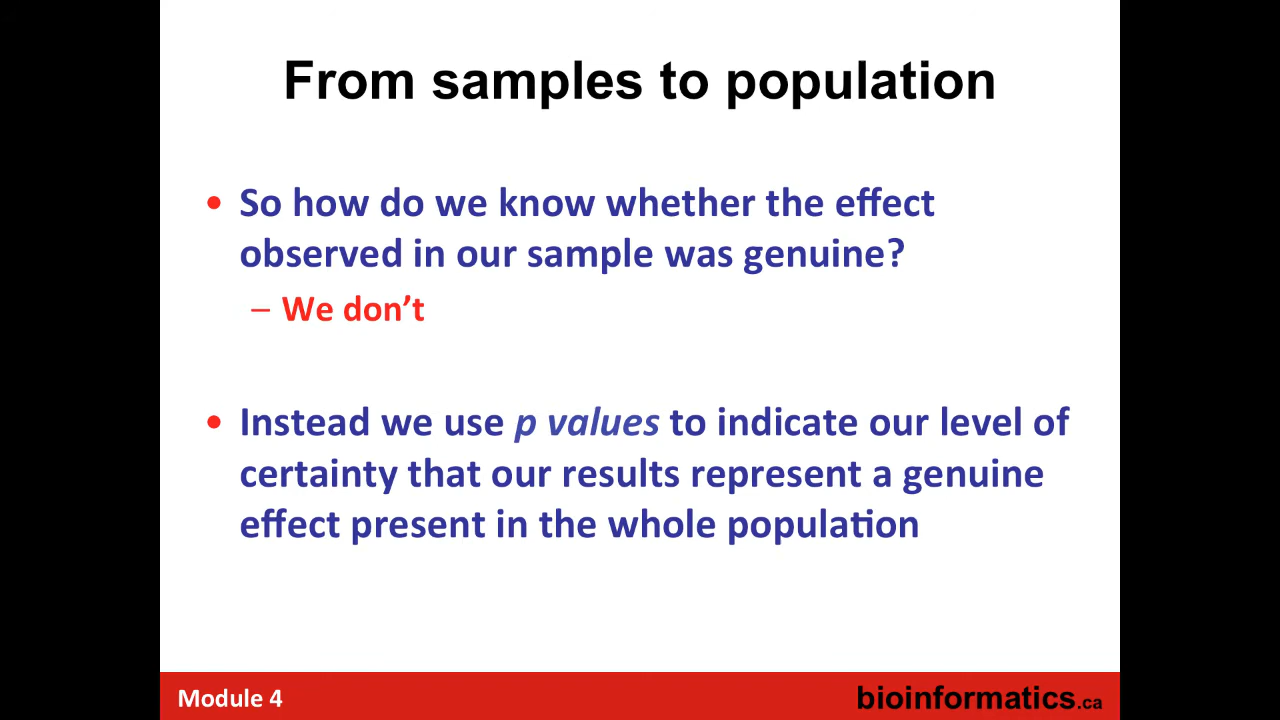 From samples to population
• So how do we know whether the effect
observed in our sample was genuine?
– We don’t
• Instead we use p values to indicate our level of
certainty that our results represent a genuine
effect present in the whole population
Module 4
bioinformatics.ca